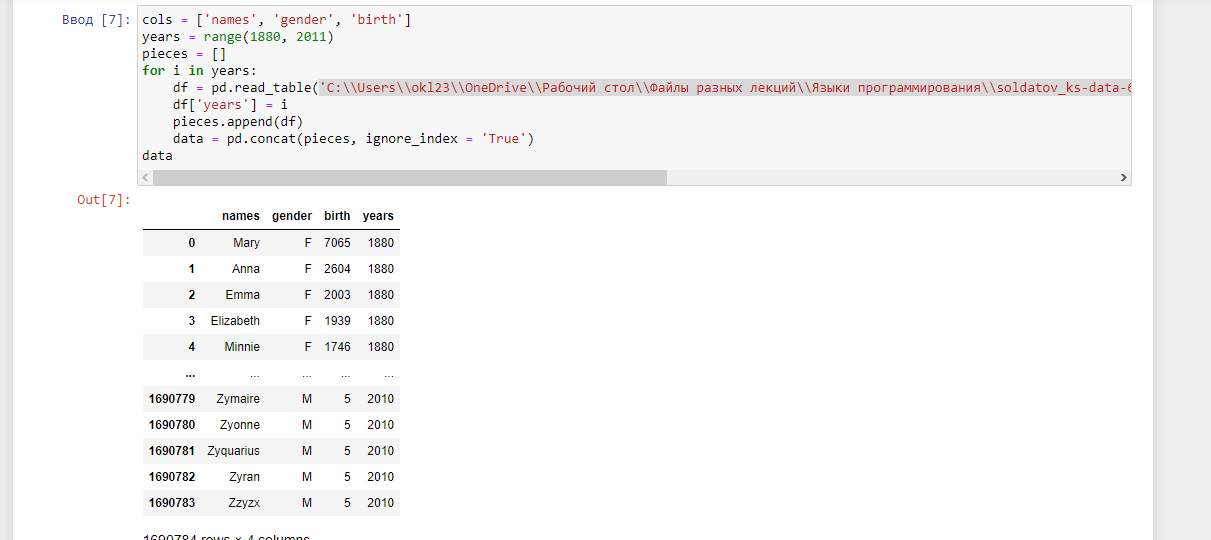 Ввод [7]:
cols = ['names', 'gender', 'birth']
years = range(1880, 2011)
pieces = []
for i in years:
    df = pd.read_table('C:\\Users\\okl23\\OneDrive\\Рабочий стол\\Файлы разных лекций\\Языки программирования\\soldatov_ks-data-6
    df['years'] = i
    pieces.append(df)
    data = pd.concat(pieces, ignore_index = 'True')
data
Out[7]:
names gender birth years
0 Mary F 7065 1880
1 Anna F 2604 1880
2 Emma F 2003 1880
3 Elizabeth F 1939 1880
4 Minnie F 1746 1880
... ... ... ... ...
1690779 Zymaire M 5 2010
1690780 Zyonne M 5 2010
1690781 Zyquarius M 5 2010
1690782 Zyran M 5 2010
1690783 Zzyzx M 5 2010
1690784 rows × 4 columns